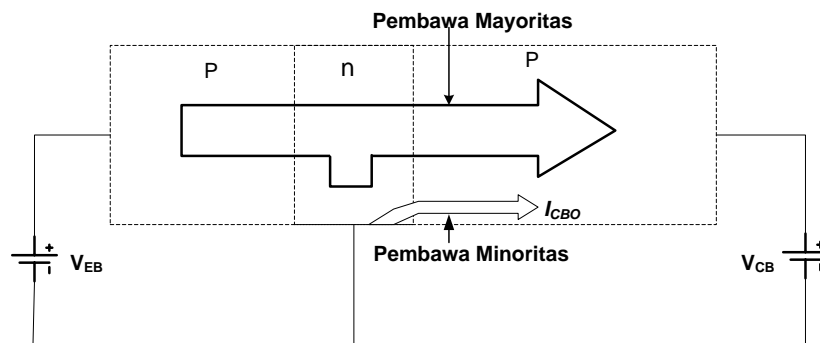 Pembawa Mayoritas
P n P
I_CBO
Pembawa Minoritas
+ V_EB - 
V_CB + -